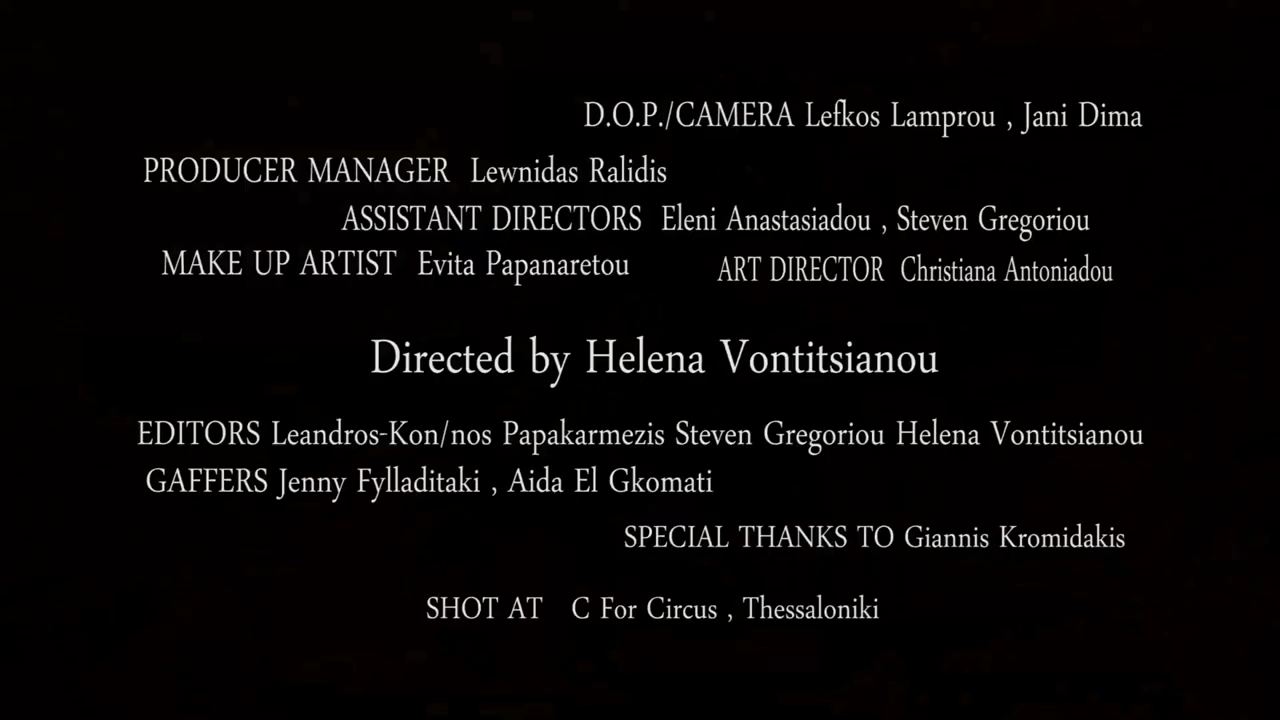 D.O.P./CAMERA Lefkos Lamprou , Jani Dima
PRODUCER MANAGER Lewnidas Ralidis
ASSISTANT DIRECTORS Eleni Anastasiadou , Steven Gregoriou
MAKE UP ARTIST Evita Papanaretou
ART DIRECTOR Christiana Antoniadou
Directed by Helena Vontitsianou
EDITORS Leandros-Kon/nos Papakarmezis Steven Gregoriou Helena Vontitsianou
GAFFERS Jenny Fylladitaki , Aida El Gkomati
SPECIAL THANKS TO Giannis Kromidakis
SHOT AT C For Circus , Thessaloniki